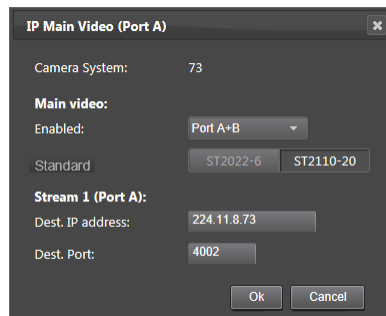 IP Main Video (Port A)
Camera System: 73
Main video:
Enabled: Port A+B
Standard ST2022-6 ST2110-20
Stream 1 (Port A):
Dest. IP address: 224.11.8.73
Dest. Port: 4002
Ok Cancel